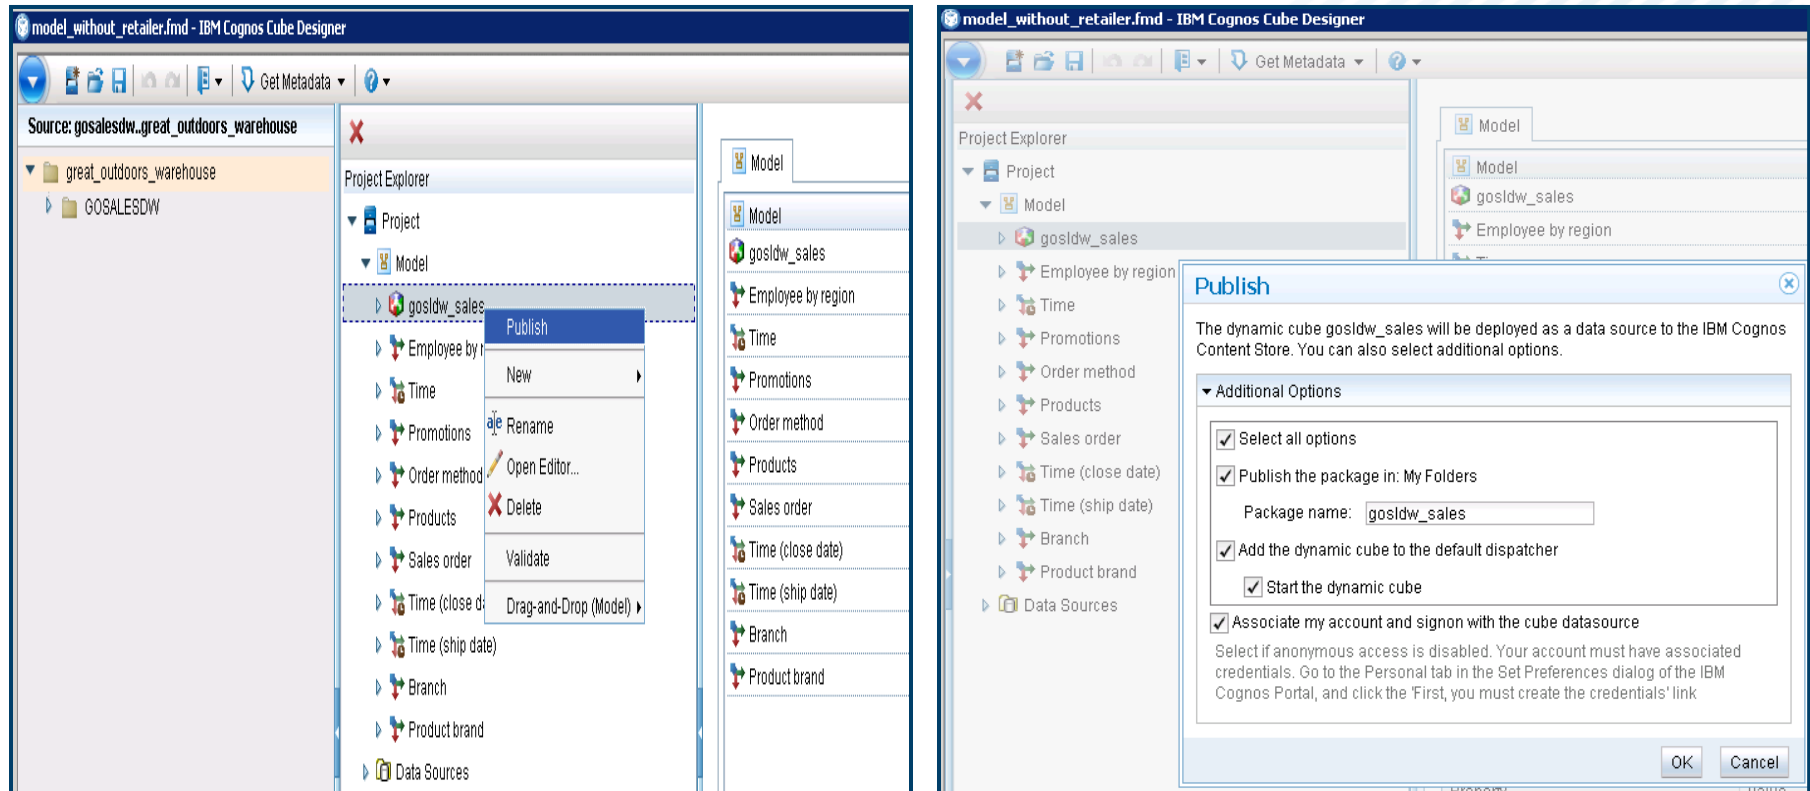 model_without_retailer.fmd - IBM Cognos Cube Designer
Get Metadata
Source: gosalesdw..great_outdoors_warehouse
great_outdoors_warehouse
GOSALESDW
Project Explorer
Project
Model
gosldw_sales
Employee by r
Time
Promotions
Order method
Products
Sales order
Time (close da
Time (ship date)
Branch
Product brand
Data Sources
Publish
New
Rename
Open Editor...
Delete
Validate
Drag-and-Drop (Model)
Model
Model
gosldw_sales
Employee by region
Time
Promotions
Order method
Products
Sales order
Time (close date)
Time (ship date)
Branch
Product brand
model_without_retailer.fmd - IBM Cognos Cube Designer
Get Metadata
Project Explorer
Project
Model
gosldw_sales
Employee by region
Time
Promotions
Order method
Products
Sales order
Time (close date)
Time (ship date)
Branch
Product brand
Data Sources
Model
Model
gosldw_sales
Employee by region
Publish
The dynamic cube gosldw_sales will be deployed as a data source to the IBM Cognos
Content Store. You can also select additional options.
Additional Options
Select all options
Publish the package in: My Folders
Package name: gosldw_sales
Add the dynamic cube to the default dispatcher
Start the dynamic cube
Associate my account and signon with the cube datasource
Select if anonymous access is disabled. Your account must have associated
credentials. Go to the Personal tab in the Set Preferences dialog of the IBM
Cognos Portal, and click the 'First, you must create the credentials' link
OK Cancel